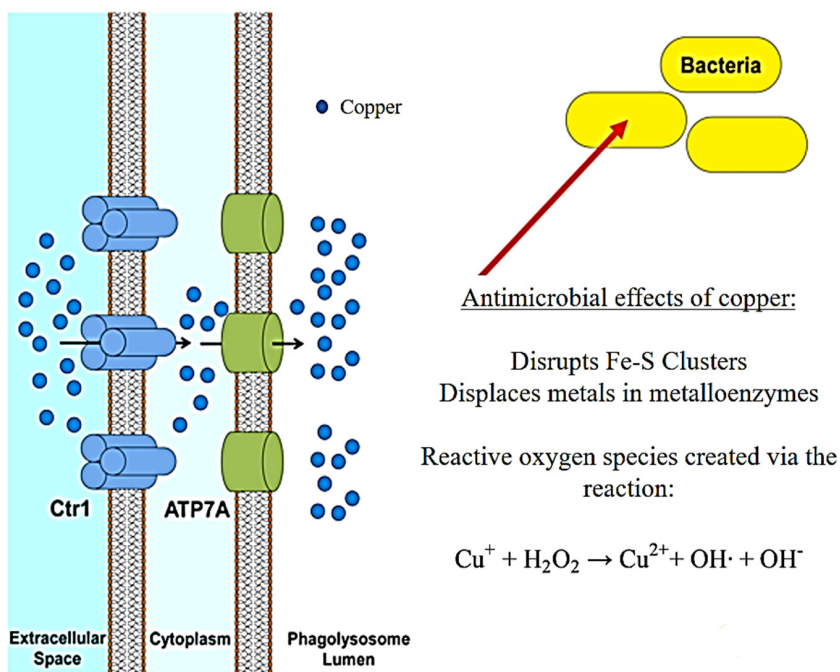 Bacteria
Copper
Antimicrobial effects of copper:
Disrupts Fe-S Clusters
Displaces metals in metalloenzymes
Reactive oxygen species created via the
reaction:
Cu⁺ + H₂O₂ → Cu²⁺ + OH· + OH⁻
Ctr1
ATP7A
Extracellular
Space
Cytoplasm
Phagolysosome
Lumen